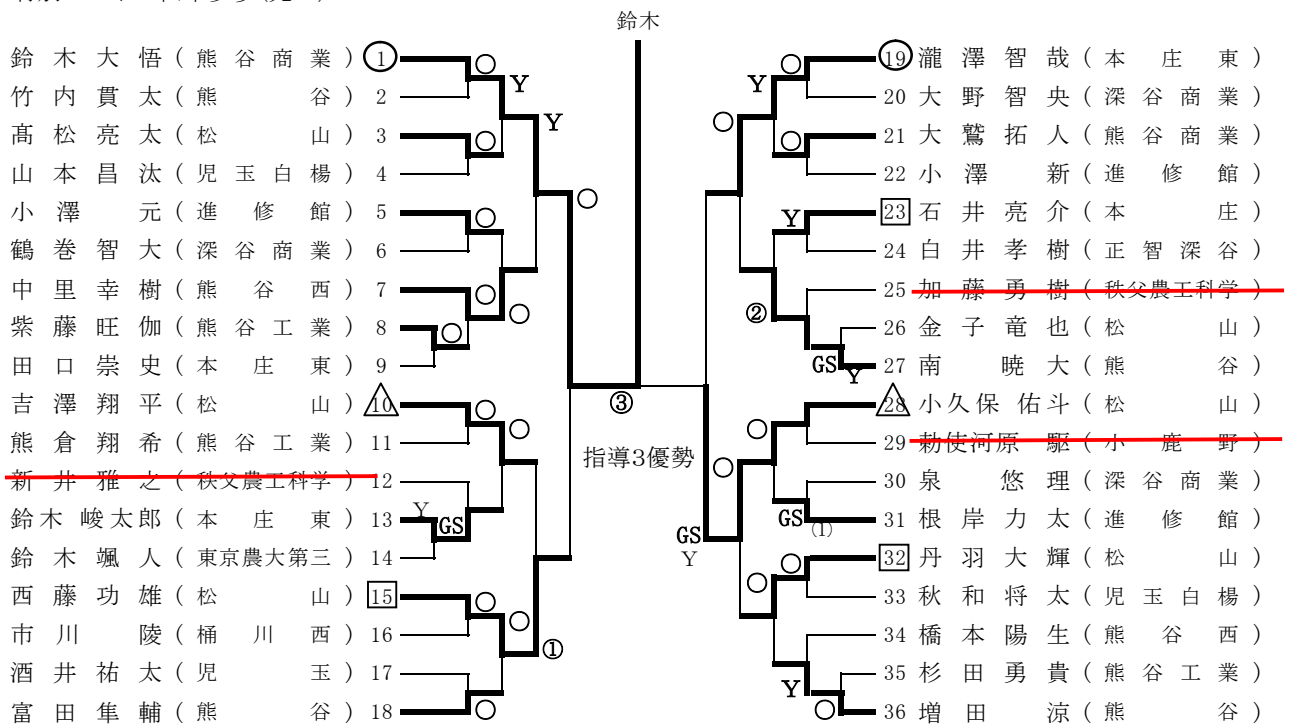 鈴木
鈴木大悟(熊谷商業) 1 ○ Y
竹内貫太(熊谷) 2 Y
髙松亮太(松山) 3 ○
山本昌汰(児玉白楊) 4
小澤元(進修館) 5 ○ ○
鶴巻智大(深谷商業) 6
中里幸樹(熊谷西) 7 ○ ○
紫藤旺伽(熊谷工業) 8 ○
田口崇史(本庄東) 9
吉澤翔平(松山) 10 ○ ○
熊倉翔希(熊谷工業) 11
新井雅之(秩父農工科学) 12
鈴木峻太郎(本庄東) 13 Y GS
鈴木颯人(東京農大第三) 14
西藤功雄(松山) 15 ○ ○
市川陵(桶川西) 16 ①
酒井祐太(児玉) 17
富田隼輔(熊谷) 18 ○
③
指導3優勢
Y ○ 19 瀧澤智哉(本庄東)
20 大野智央(深谷商業)
○ ○ 21 大鷲拓人(熊谷商業)
22 小澤新(進修館)
Y 23 石井亮介(本庄)
24 白井孝樹(正智深谷)
25 加藤勇樹(秩父農工科学)
② 26 金子竜也(松山)
GS Y 27 南暁大(熊谷)
28 小久保佑斗(松山)
○ 29 勅使河原駆(小鹿野)
○ 30 泉悠理(深谷商業)
GS (1) 31 根岸力太(進修館)
GS Y ○ ○ 32 丹羽大輝(松山)
33 秋和将太(児玉白楊)
34 橋本陽生(熊谷西)
Y 35 杉田勇貴(熊谷工業)
○ 36 増田涼(熊谷)